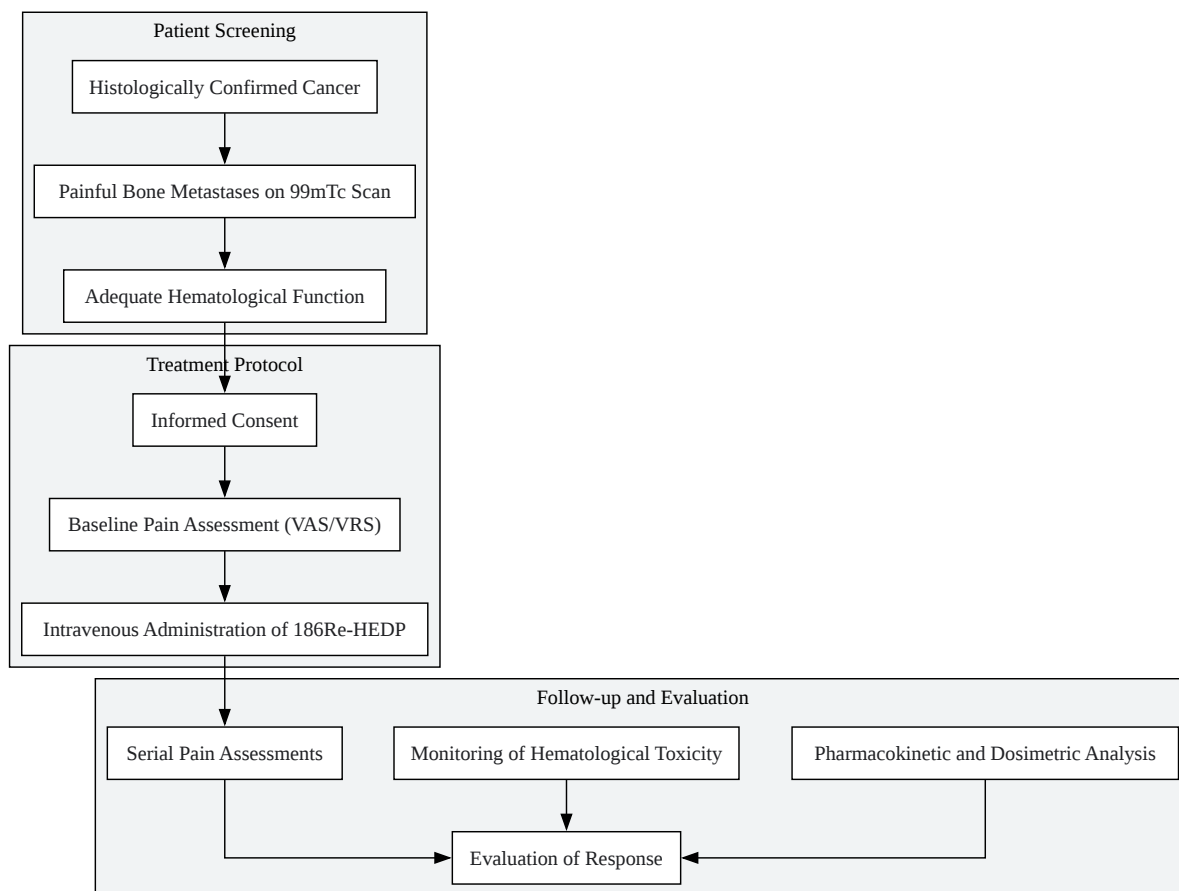 Patient Screening
Histologically Confirmed Cancer
Painful Bone Metastases on 99mTc Scan
Adequate Hematological Function
Treatment Protocol
Informed Consent
Baseline Pain Assessment (VAS/VRS)
Intravenous Administration of 186Re-HEDP
Follow-up and Evaluation
Serial Pain Assessments
Monitoring of Hematological Toxicity
Pharmacokinetic and Dosimetric Analysis
Evaluation of Response